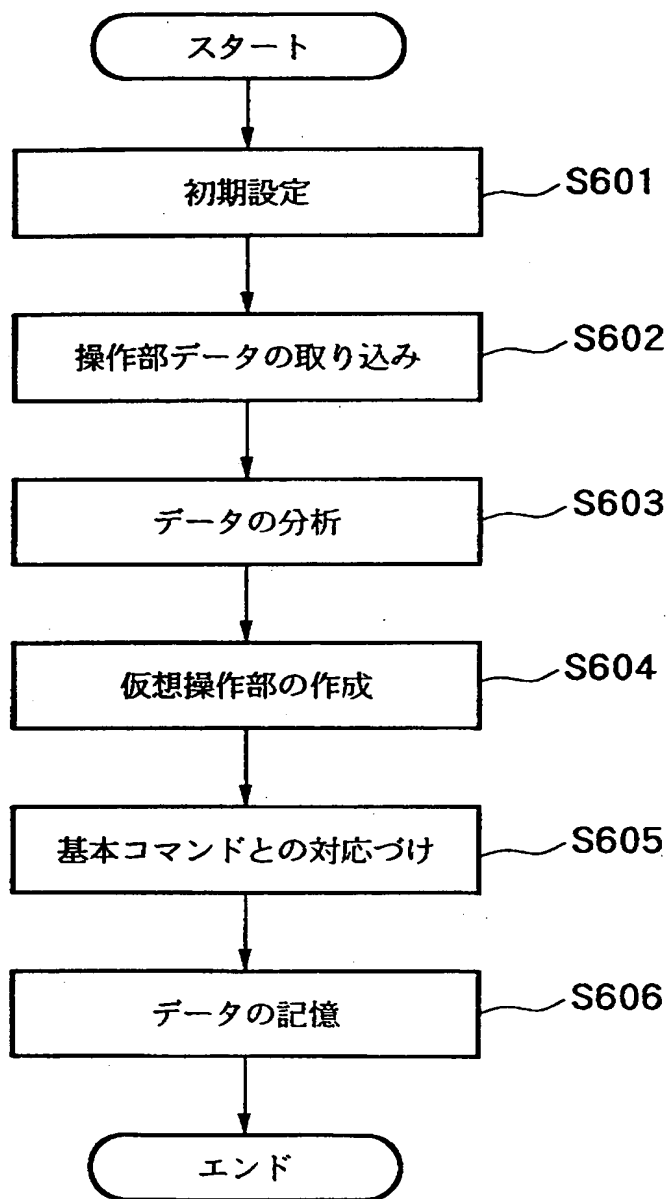 スタート
初期設定
S601
操作部データの取り込み
S602
データの分析
S603
仮想操作部の作成
S604
基本コマンドとの対応づけ
S605
データの記憶
S606
エンド